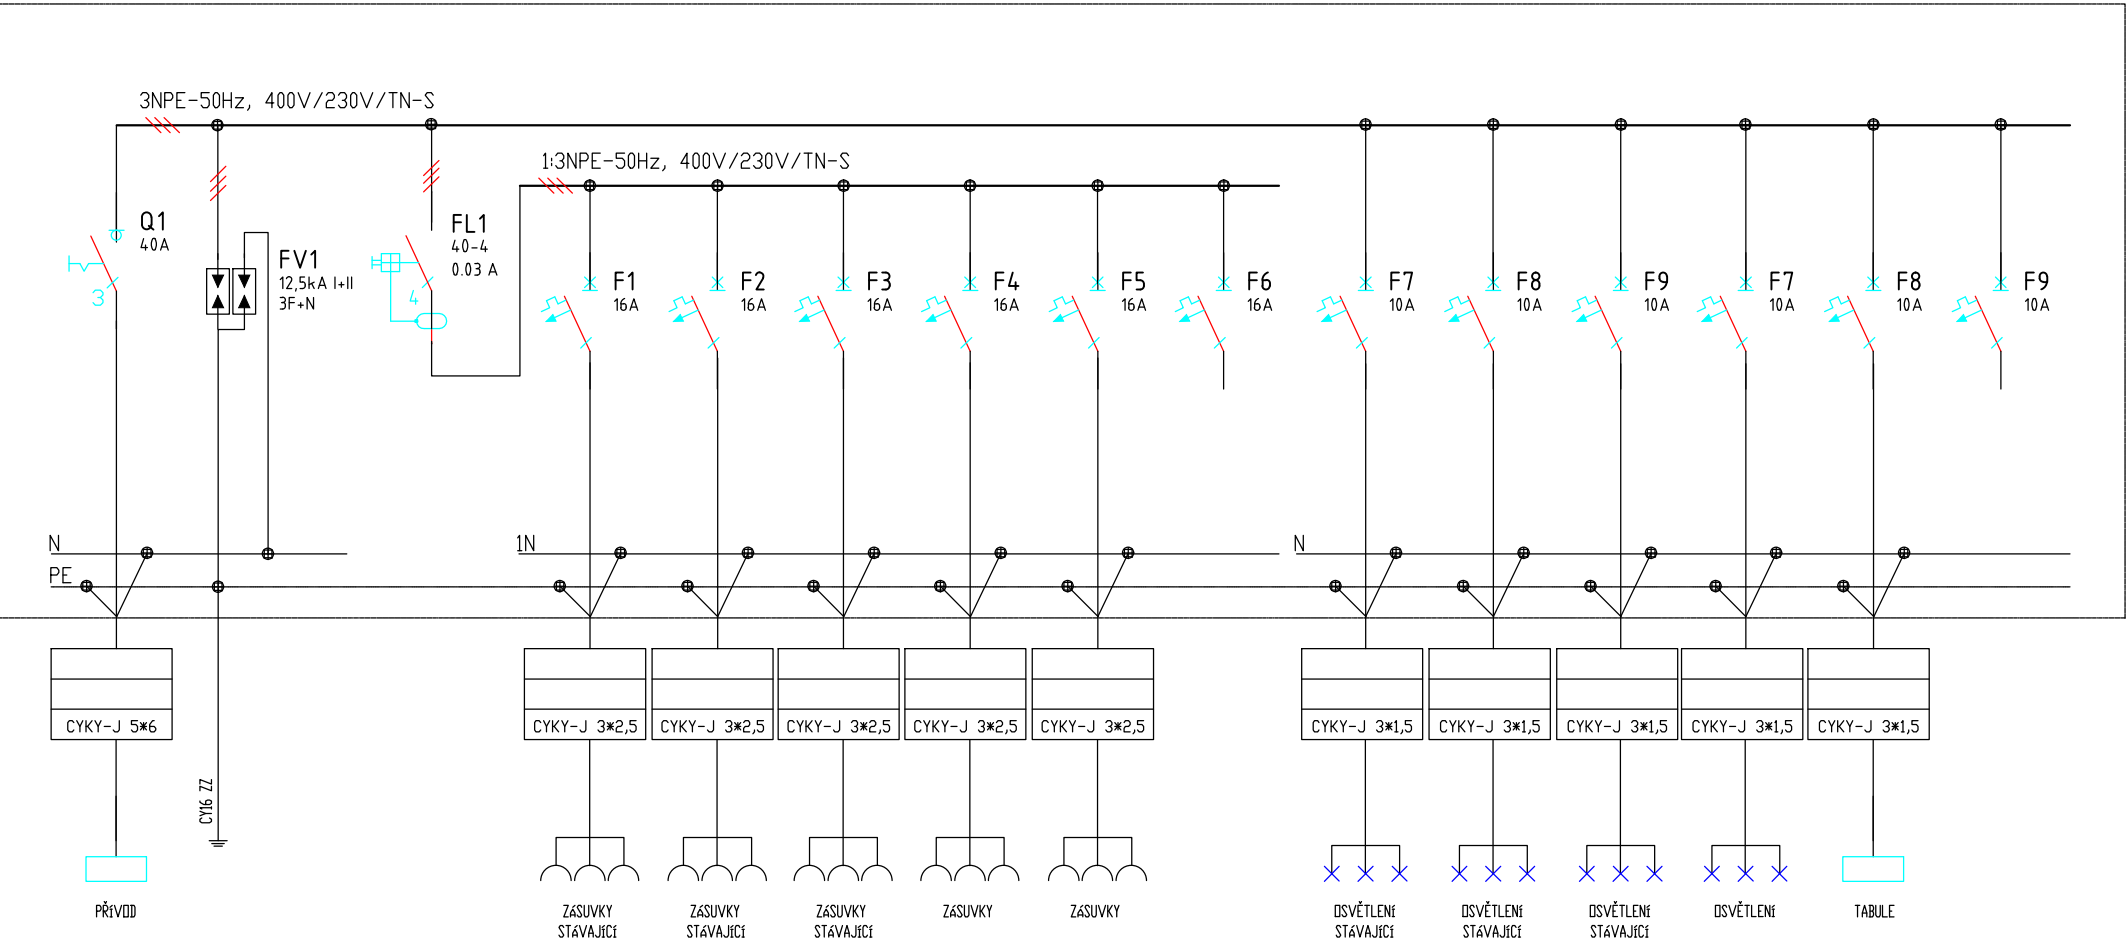 3NPE-50Hz, 400V/230V/TN-S
1:3NPE-50Hz, 400V/230V/TN-S
Q1
40A
3
FV1
12,5kA I+II
3F+N
FL1
40-4
0.03 A
4
F1
16A
F2
16A
F3
16A
F4
16A
F5
16A
F6
16A
F7
10A
F8
10A
F9
10A
F7
10A
F8
10A
F9
10A
N
1N
N
PE
CYKY-J 5*6
CYKY-J 3*2,5
CYKY-J 3*2,5
CYKY-J 3*2,5
CYKY-J 3*2,5
CYKY-J 3*2,5
CYKY-J 3*1,5
CYKY-J 3*1,5
CYKY-J 3*1,5
CYKY-J 3*1,5
CYKY-J 3*1,5
CY16 ZZ
PŘÍVOD
ZÁSUVKY
STÁVAJÍCÍ
ZÁSUVKY
STÁVAJÍCÍ
ZÁSUVKY
STÁVAJÍCÍ
ZÁSUVKY
ZÁSUVKY
OSVĚTLENÍ
STÁVAJÍCÍ
OSVĚTLENÍ
STÁVAJÍCÍ
OSVĚTLENÍ
STÁVAJÍCÍ
OSVĚTLENÍ
TABULE